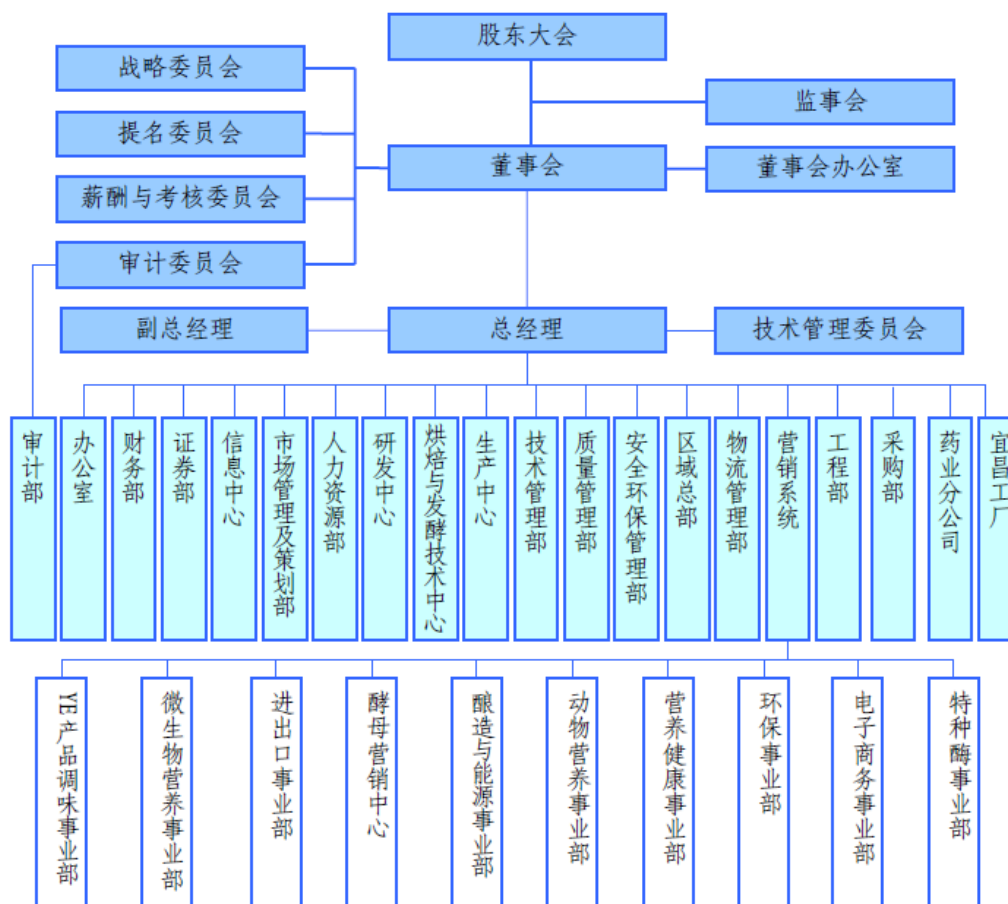 股东大会
战略委员会
监事会
提名委员会
董事会
董事会办公室
薪酬与考核委员会
审计委员会
副总经理
总经理
技术管理委员会
审计部
办公室
财务部
证券部
信息中心
市场管理及策划部
人力资源部
研发中心
烘焙与发酵技术中心
生产中心
技术管理部
质量管理部
安全环保管理部
区域总部
物流管理部
营销系统
工程部
采购部
药业分公司
宜昌工厂
YE产品调味事业部
微生物营养事业部
进出口事业部
酵母营销中心
酿造与能源事业部
动物营养事业部
营养健康事业部
环保事业部
电子商务事业部
特种酶事业部